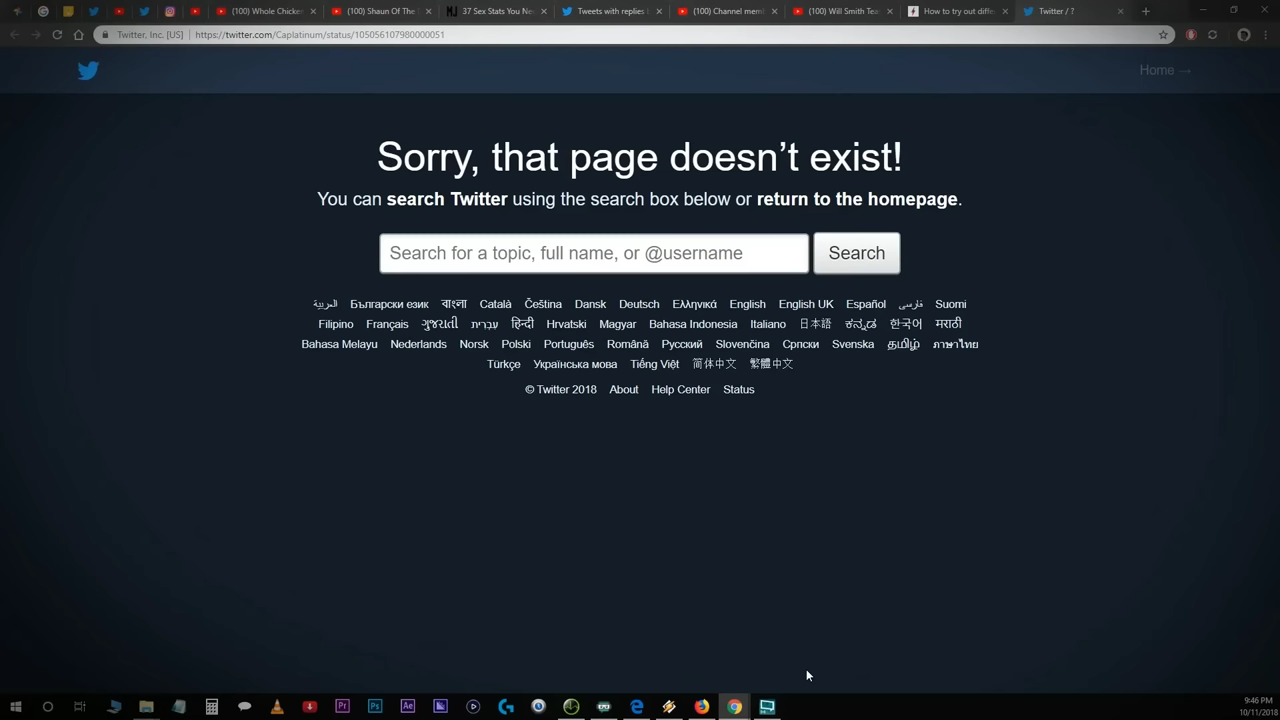 (100) Whole Chicke
(100) Shaun Of The
MJ 37 Sex Stats You Ne
Tweets with replies
(100) Channel mem
(100) Will Smith Tea
How to try out diffe
Twitter / ?
Twitter, Inc. [US] | https://twitter.com/Caplatinum/status/105056107980000051
Home →
Sorry, that page doesn’t exist!
You can search Twitter using the search box below or return to the homepage.
Search for a topic, full name, or @username
Search
العربية Български език বাংলা Català Čeština Dansk Deutsch Ελληνικά English English UK Español فارسی Suomi
Filipino Français ગુજરાતી עברית हिन्दी Hrvatski Magyar Bahasa Indonesia Italiano 日本語 ಕನ್ನಡ 한국어 मराठी
Bahasa Melayu Nederlands Norsk Polski Português Română Русский Slovenčina Српски Svenska தமிழ் ภาษาไทย
Türkçe Українська мова Tiếng Việt 简体中文 繁體中文
© Twitter 2018 About Help Center Status
Pr Ps Ae
9:46 PM
10/11/2018